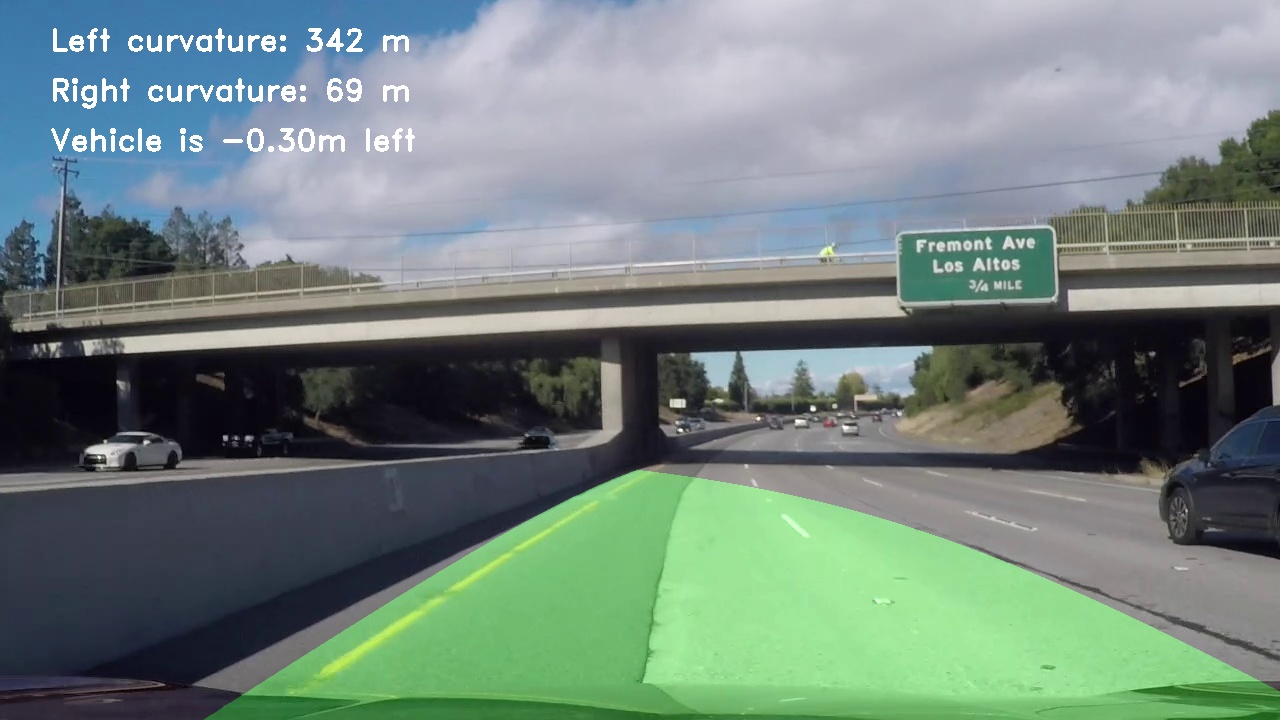 Left curvature: 342 m
Right curvature: 69 m
Vehicle is -0.30m left
Fremont Ave
Los Altos
3/4 MILE